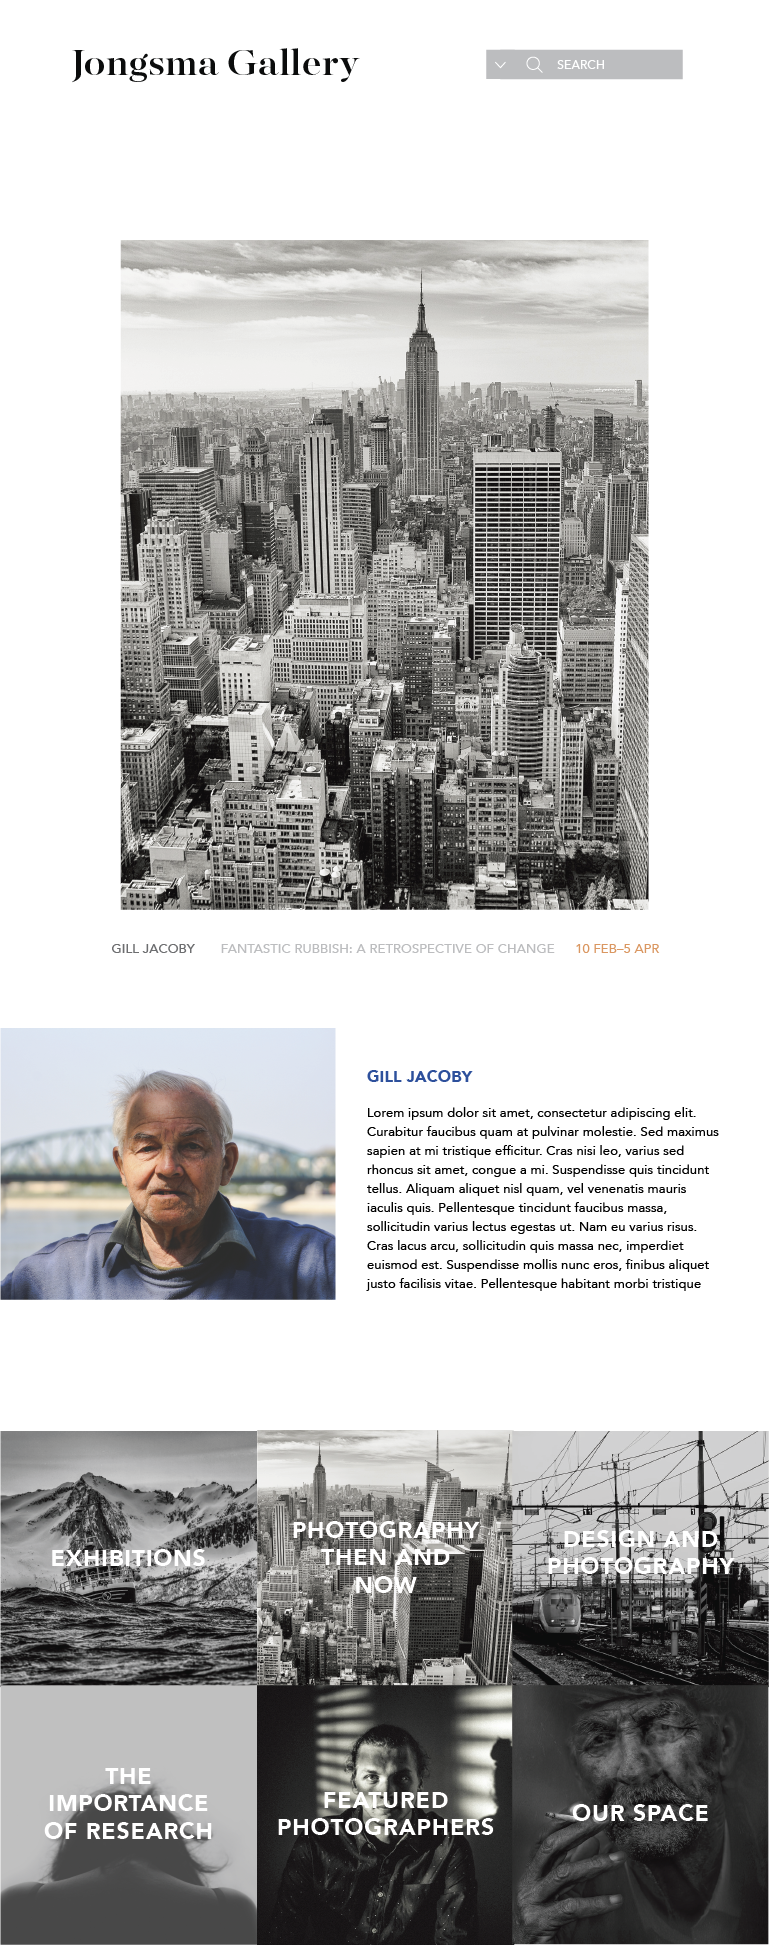 Jongsma Gallery
SEARCH
GILL JACOBY FANTASTIC RUBBISH: A RETROSPECTIVE OF CHANGE 10 FEB–5 APR
GILL JACOBY
Lorem ipsum dolor sit amet, consectetur adipiscing elit.
Curabitur faucibus quam at pulvinar molestie. Sed maximus
sapien at mi tristique efficitur. Cras nisi leo, varius sed
rhoncus sit amet, congue a mi. Suspendisse quis tincidunt
tellus. Aliquam aliquet nisl quam, vel venenatis mauris
iaculis quis. Pellentesque tincidunt faucibus massa,
sollicitudin varius lectus egestas ut. Nam eu varius risus.
Cras lacus arcu, sollicitudin quis massa nec, imperdiet
euismod est. Suspendisse mollis nunc eros, finibus aliquet
justo facilisis vitae. Pellentesque habitant morbi tristique
EXHIBITIONS
PHOTOGRAPHY
THEN AND
NOW
DESIGN AND
PHOTOGRAPHY
THE
IMPORTANCE
OF RESEARCH
FEATURED
PHOTOGRAPHERS
OUR SPACE